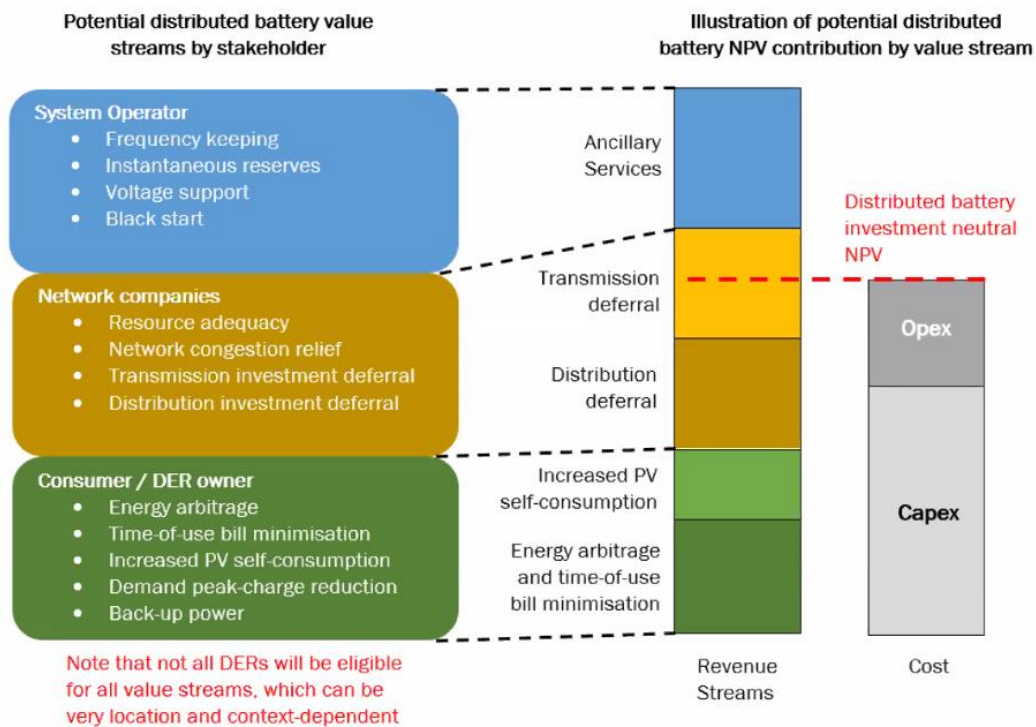 Potential distributed battery value
streams by stakeholder
System Operator
• Frequency keeping
• Instantaneous reserves
• Voltage support
• Black start
Network companies
• Resource adequacy
• Network congestion relief
• Transmission investment deferral
• Distribution investment deferral
Consumer / DER owner
• Energy arbitrage
• Time-of-use bill minimisation
• Increased PV self-consumption
• Demand peak-charge reduction
• Back-up power
Note that not all DERs will be eligible
for all value streams, which can be
very location and context-dependent
Illustration of potential distributed
battery NPV contribution by value stream
Ancillary
Services
Transmission
deferral
Distribution
deferral
Increased PV
self-consumption
Energy arbitrage
and time-of-use
bill minimisation
Revenue
Streams
Distributed battery
investment neutral
NPV
Opex
Capex
Cost